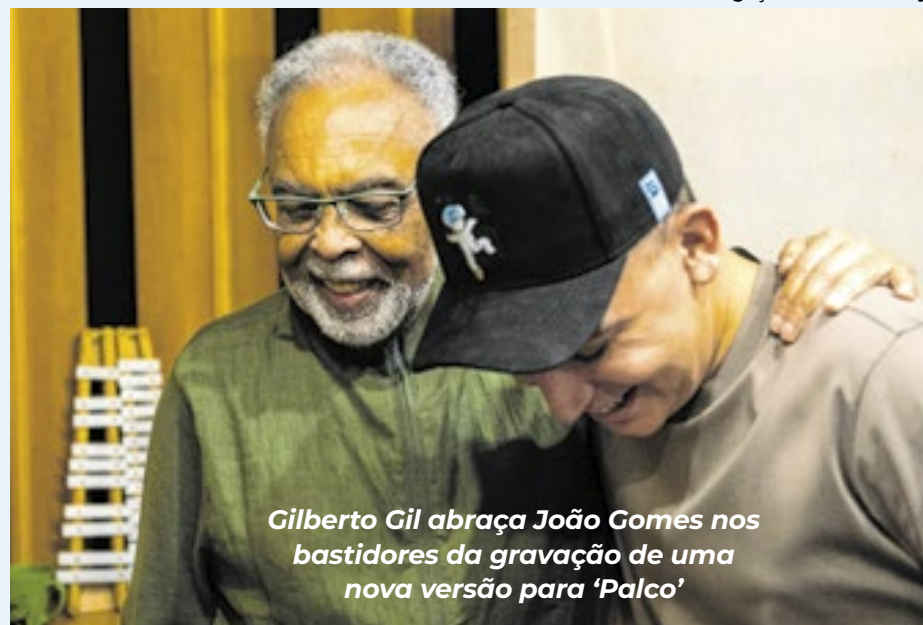 Gilberto Gil abraça João Gomes nos
bastidores da gravação de uma
nova versão para ‘Palco’